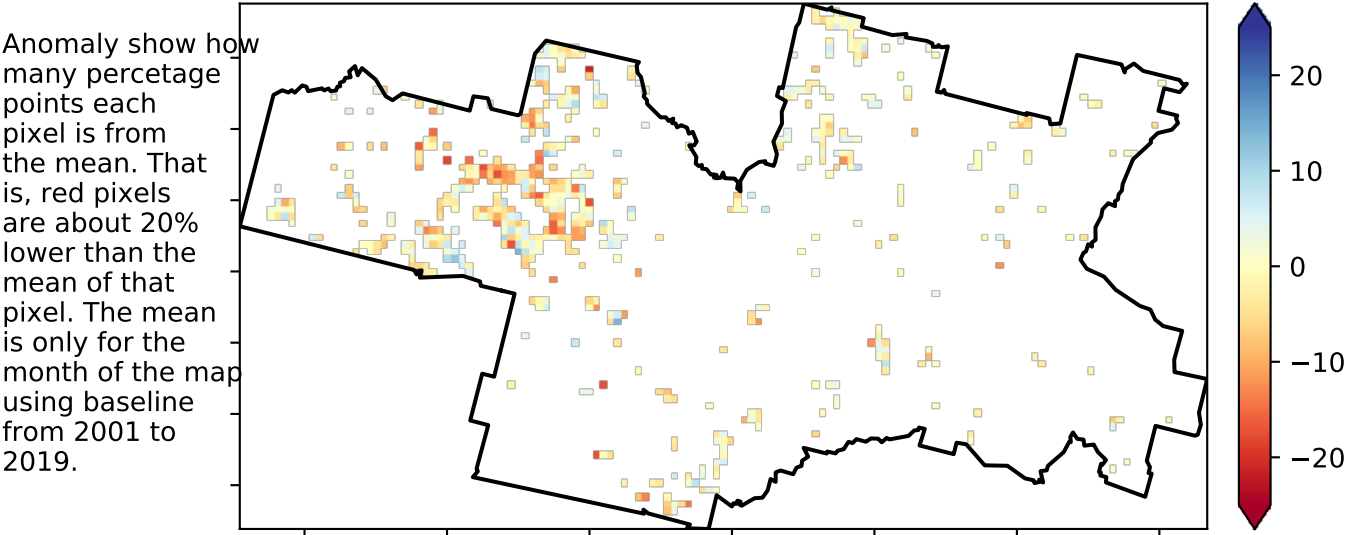 Anomaly show how
many percetage
points each
pixel is from
the mean. That
is, red pixels
are about 20%
lower than the
mean of that
pixel. The mean
is only for the
month of the map
using baseline
from 2001 to
2019.
20
10
0
−10
−20